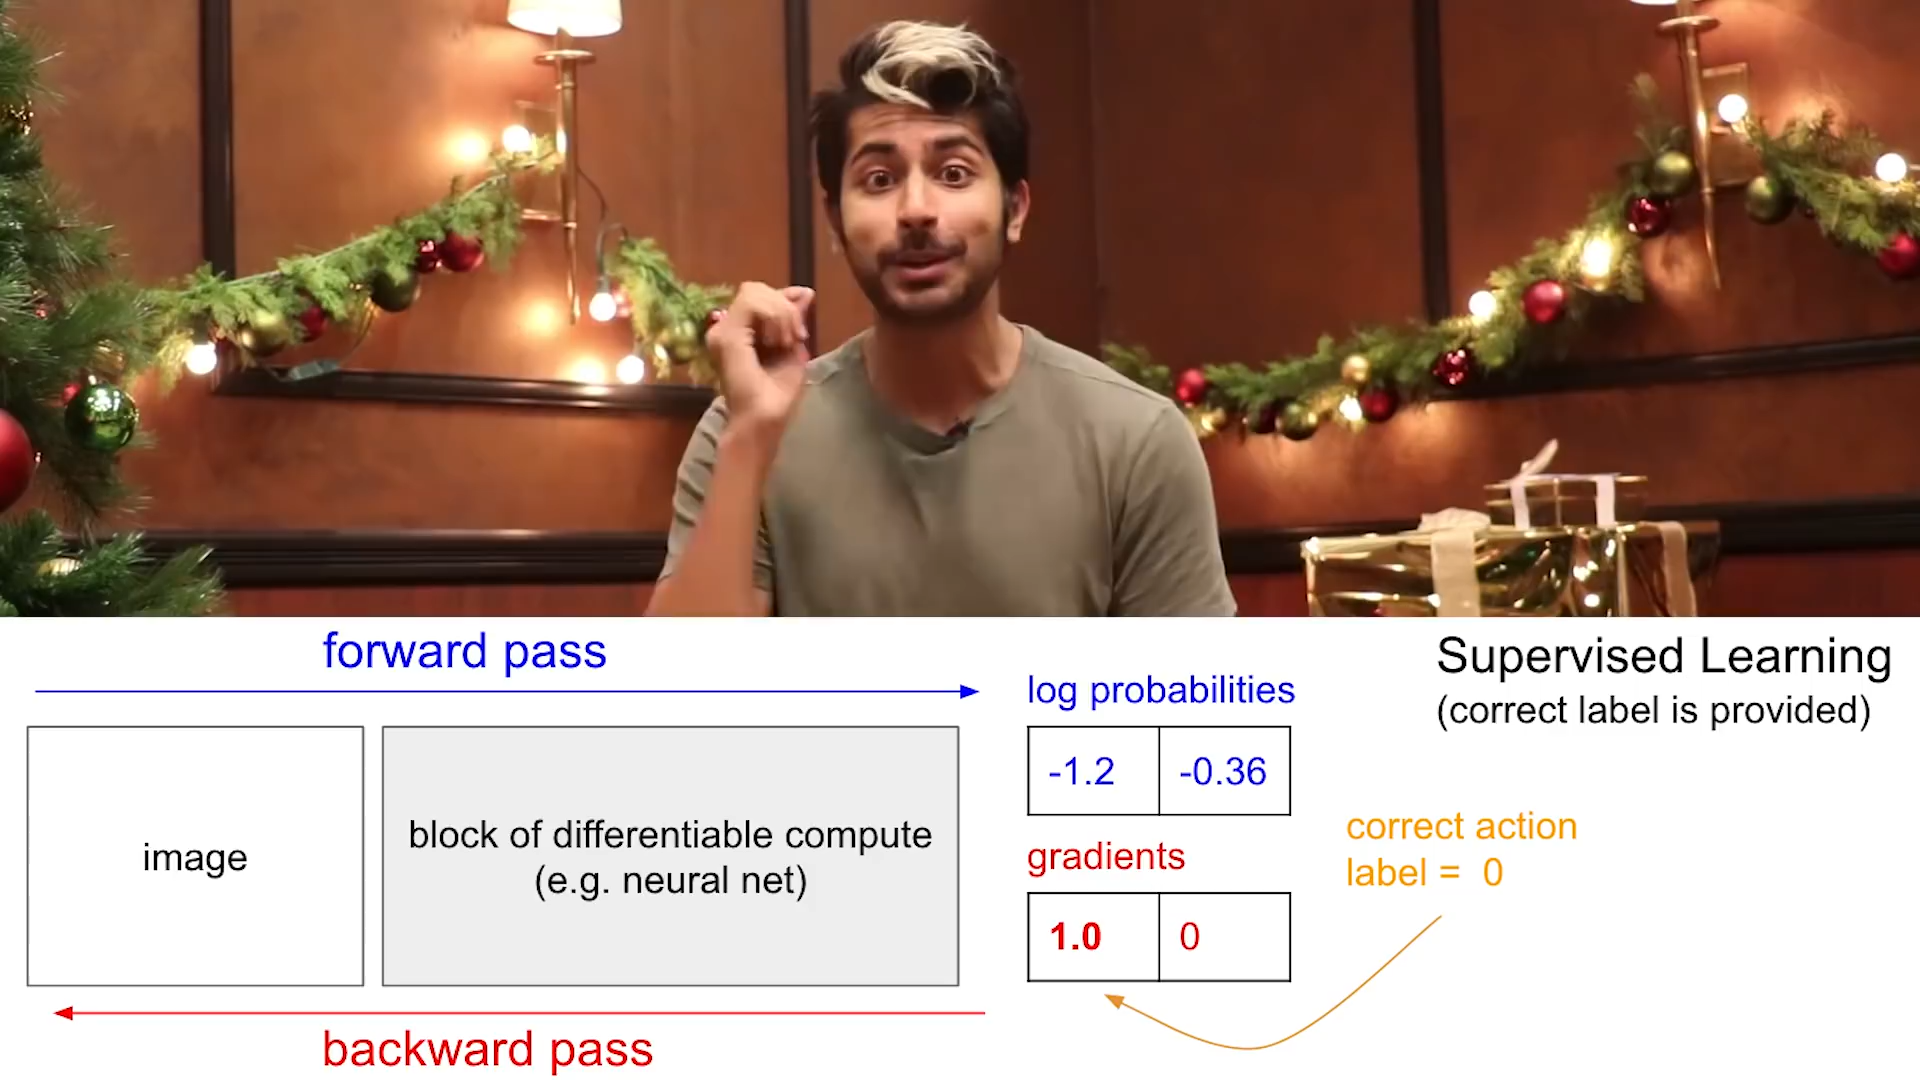 forward pass
log probabilities
Supervised Learning
(correct label is provided)
image
block of differentiable compute
(e.g. neural net)
-1.2 -0.36
gradients
1.0 0
correct action
label = 0
backward pass